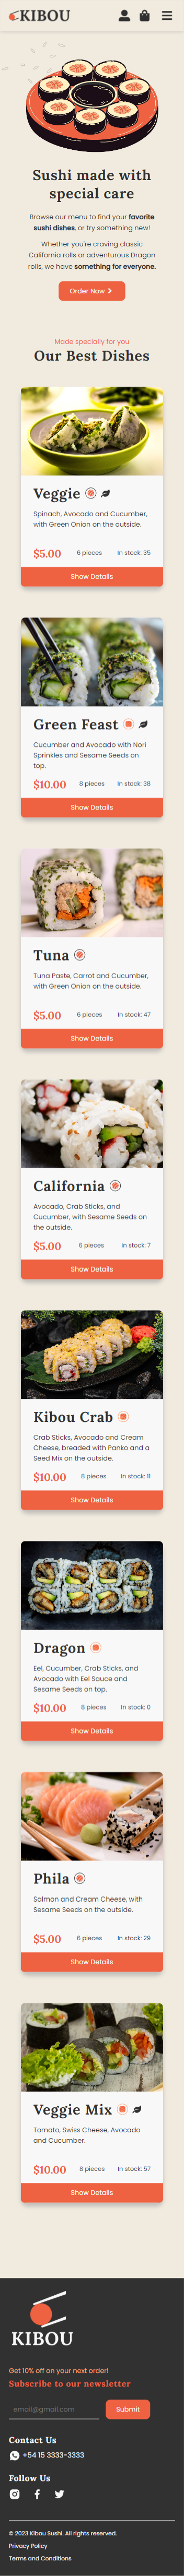 KIBOU
Sushi made with
special care
Browse our menu to find your favorite
sushi dishes, or try something new!
Whether you're craving classic
California rolls or adventurous Dragon
rolls, we have something for everyone.
Order Now
Made specially for you
Our Best Dishes
Veggie
Spinach, Avocado and Cucumber,
with Green Onion on the outside.
$5.00 6 pieces In stock: 35
Show Details
Green Feast
Cucumber and Avocado with Nori
Sprinkles and Sesame Seeds on
top.
$10.00 8 pieces In stock: 38
Show Details
Tuna
Tuna Paste, Carrot and Cucumber,
with Green Onion on the outside.
$5.00 6 pieces In stock: 47
Show Details
California
Avocado, Crab Sticks, and
Cucumber, with Sesame Seeds on
the outside.
$5.00 6 pieces In stock: 7
Show Details
Kibou Crab
Crab Sticks, Avocado and Cream
Cheese, breaded with Panko and a
Seed Mix on the outside.
$10.00 8 pieces In stock: 11
Show Details
Dragon
Eel, Cucumber, Crab Sticks, and
Avocado with Eel Sauce and
Sesame Seeds on top.
$10.00 8 pieces In stock: 0
Show Details
Phila
Salmon and Cream Cheese, with
Sesame Seeds on the outside.
$5.00 6 pieces In stock: 29
Show Details
Veggie Mix
Tomato, Swiss Cheese, Avocado
and Cucumber.
$10.00 8 pieces In stock: 57
Show Details
KIBOU
Get 10% off on your next order!
Subscribe to our newsletter
email@gmail.com Submit
Contact Us
+54 15 3333-3333
Follow Us
© 2023 Kibou Sushi. All rights reserved.
Privacy Policy
Terms and Conditions